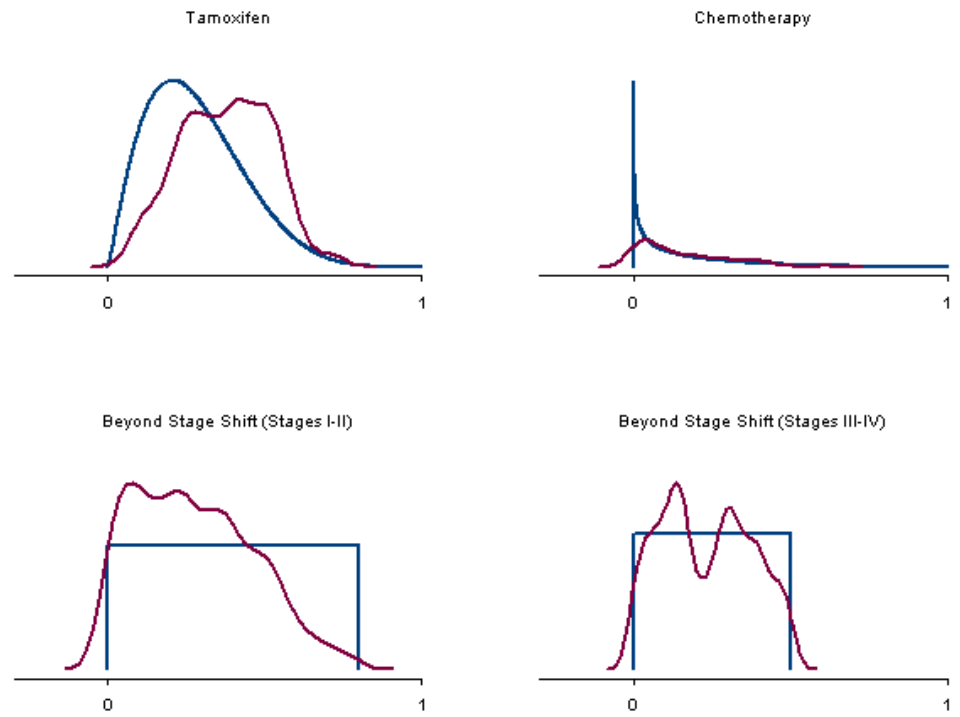 Tamoxifen
Chemotherapy
0 1
0 1
Beyond Stage Shift (Stages I-II)
Beyond Stage Shift (Stages III-IV)
0 1
0 1